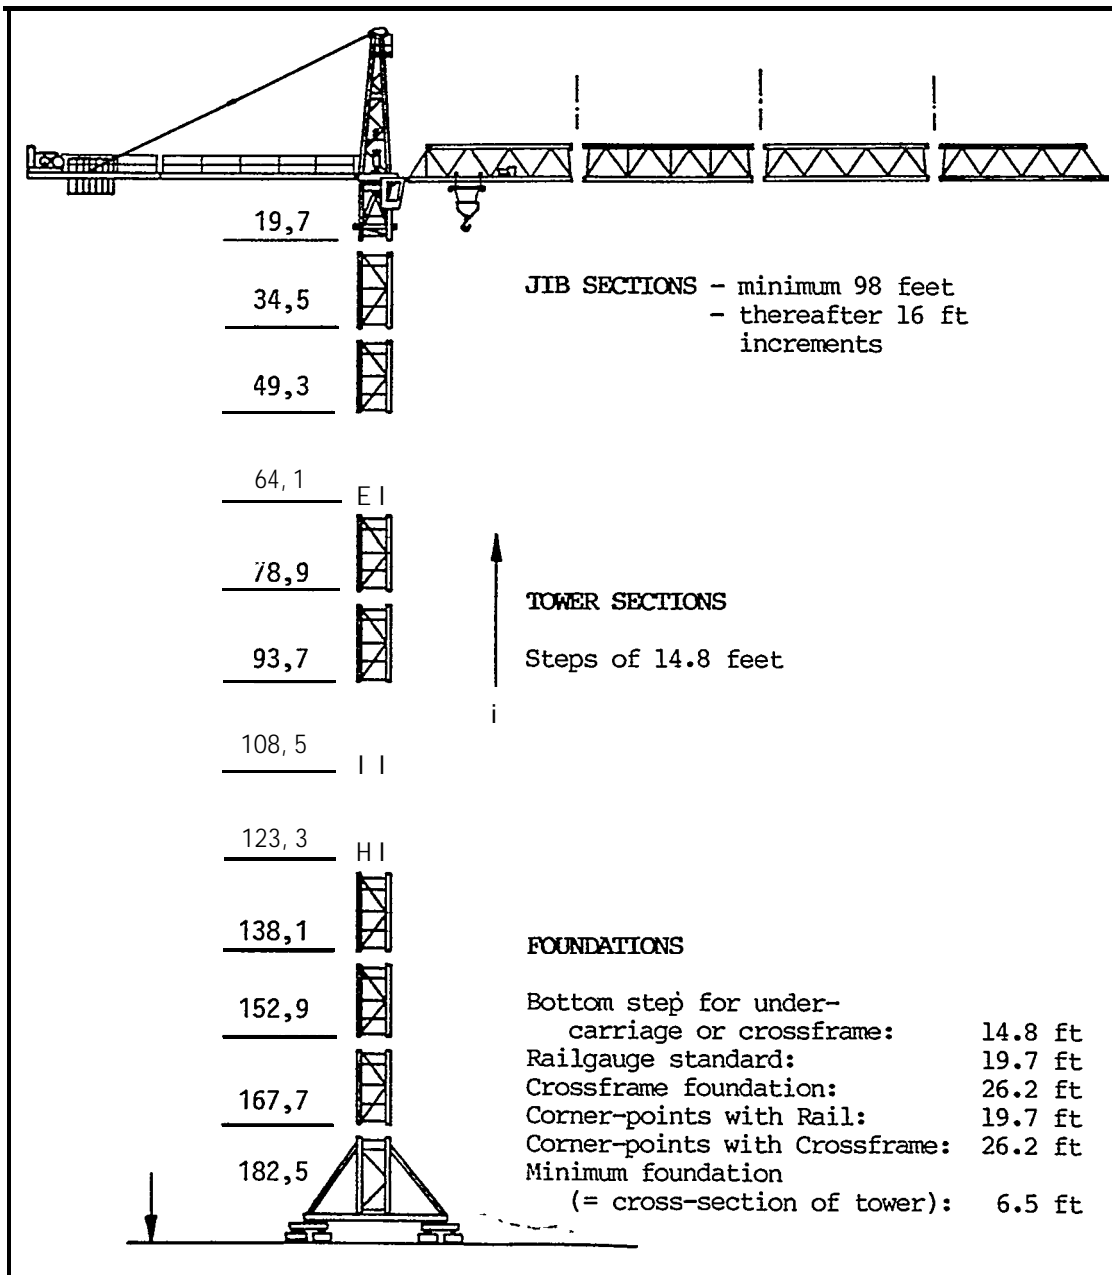 19,7
34,5
JIB SECTIONS - minimum 98 feet
- thereafter 16 ft
increments
49,3
64,1 E I
78,9
TOWER SECTIONS
93,7
Steps of 14.8 feet
i
108,5 I I
123,3 H I
138,1
FOUNDATIONS
152,9
Bottom step for under-
carriage or crossframe: 14.8 ft
Railgauge standard: 19.7 ft
Crossframe foundation: 26.2 ft
167,7
Corner-points with Rail: 19.7 ft
Corner-points with Crossframe: 26.2 ft
182,5
Minimum foundation
(= cross-section of tower): 6.5 ft